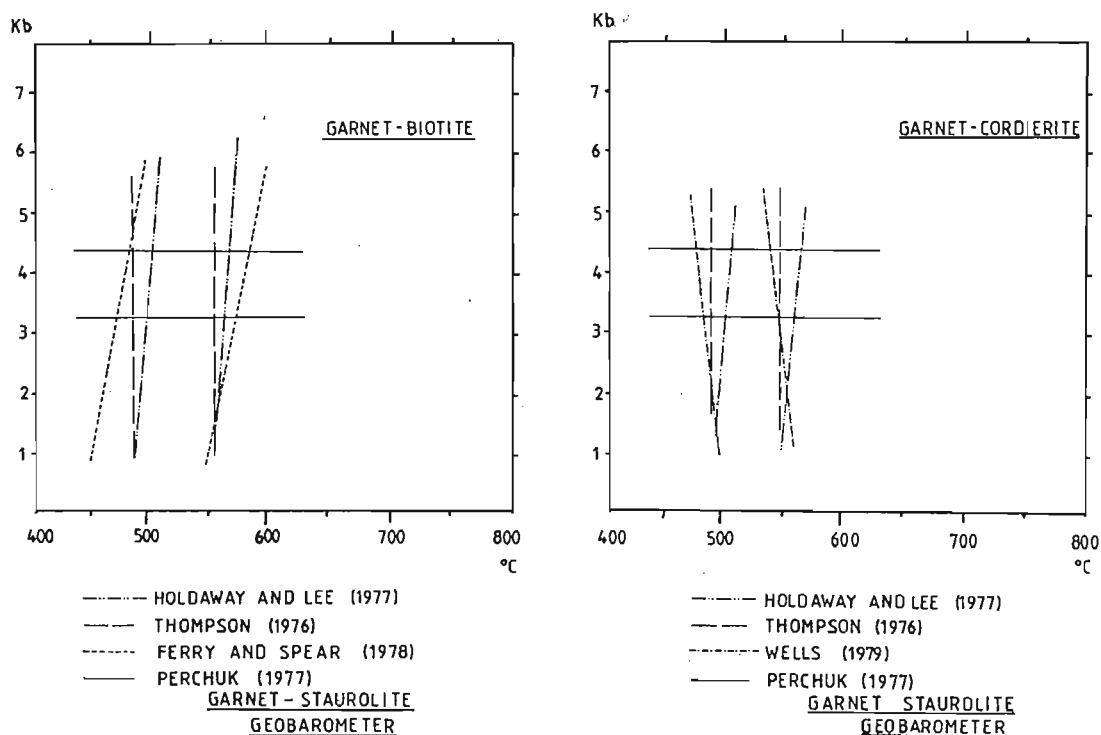 Kb
7
6
5
4
3
2
1
400 500 600 700 800
°C
GARNET-BIOTITE
HOLDAWAY AND LEE (1977)
THOMPSON (1976)
FERRY AND SPEAR (1978)
PERCHUK (1977)
GARNET-STAUROLITE
GEOBAROMETER
Kb
7
6
5
4
3
2
1
400 500 600 700 800
°C
GARNET-CORDIERITE
HOLDAWAY AND LEE (1977)
THOMPSON (1976)
WELLS (1979)
PERCHUK (1977)
GARNET STAUROLITE
GEOBAROMETER